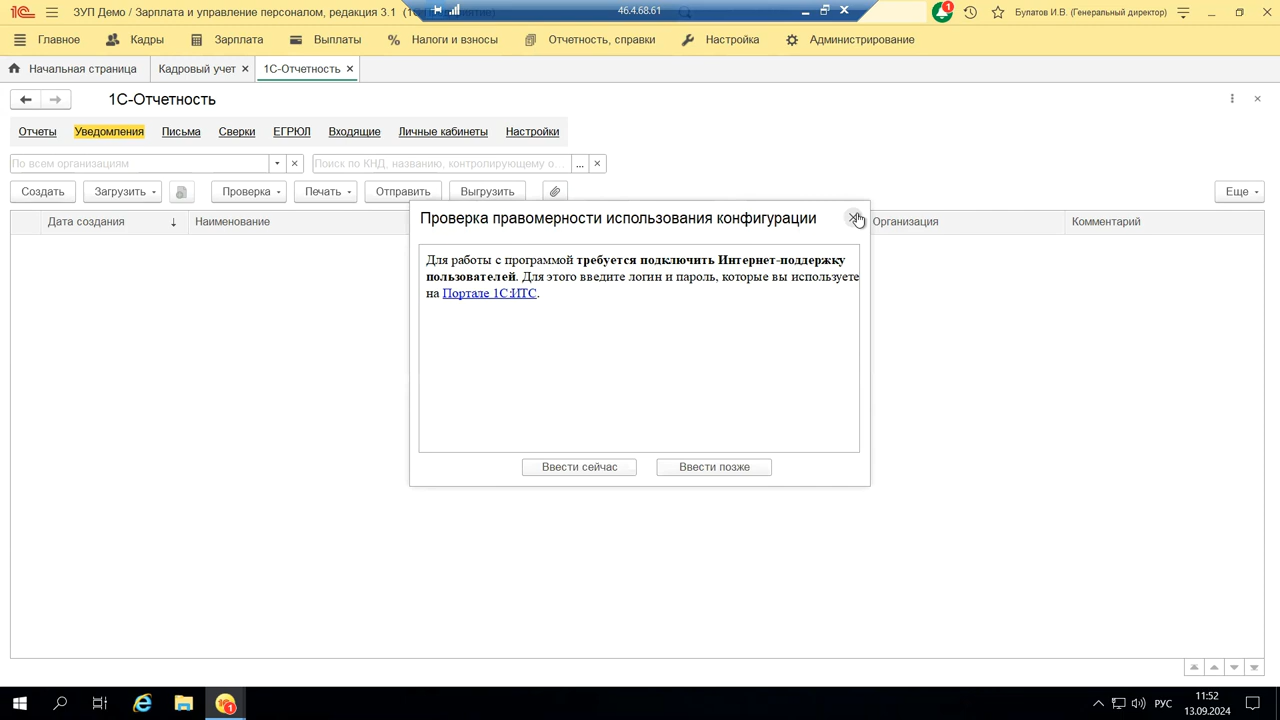 ЗУП Демо / Зарплата и управление персоналом, редакция 3.1 (1С:
46.4.68.61
1
Булатов И.В. (Генеральный директор)
Главное
Кадры
Зарплата
Выплаты
Налоги и взносы
Отчетность, справки
Настройка
Администрирование
Начальная страница
Кадровый учет
1С-Отчетность
1С-Отчетность
Отчеты
Уведомления
Письма
Сверки
ЕГРЮЛ
Входящие
Личные кабинеты
Настройки
По всем организациям
Поиск по КНД, названию, контролирующему о...
Создать
Загрузить
Проверка
Печать
Отправить
Выгрузить
Еще
Дата создания
Наименование
Организация
Комментарий
Проверка правомерности использования конфигурации
Для работы с программой требуется подключить Интернет-поддержку
пользователей. Для этого введите логин и пароль, которые вы используете
на Портале 1С:ИТС.
Ввести сейчас
Ввести позже
1
РУС
11:52
13.09.2024